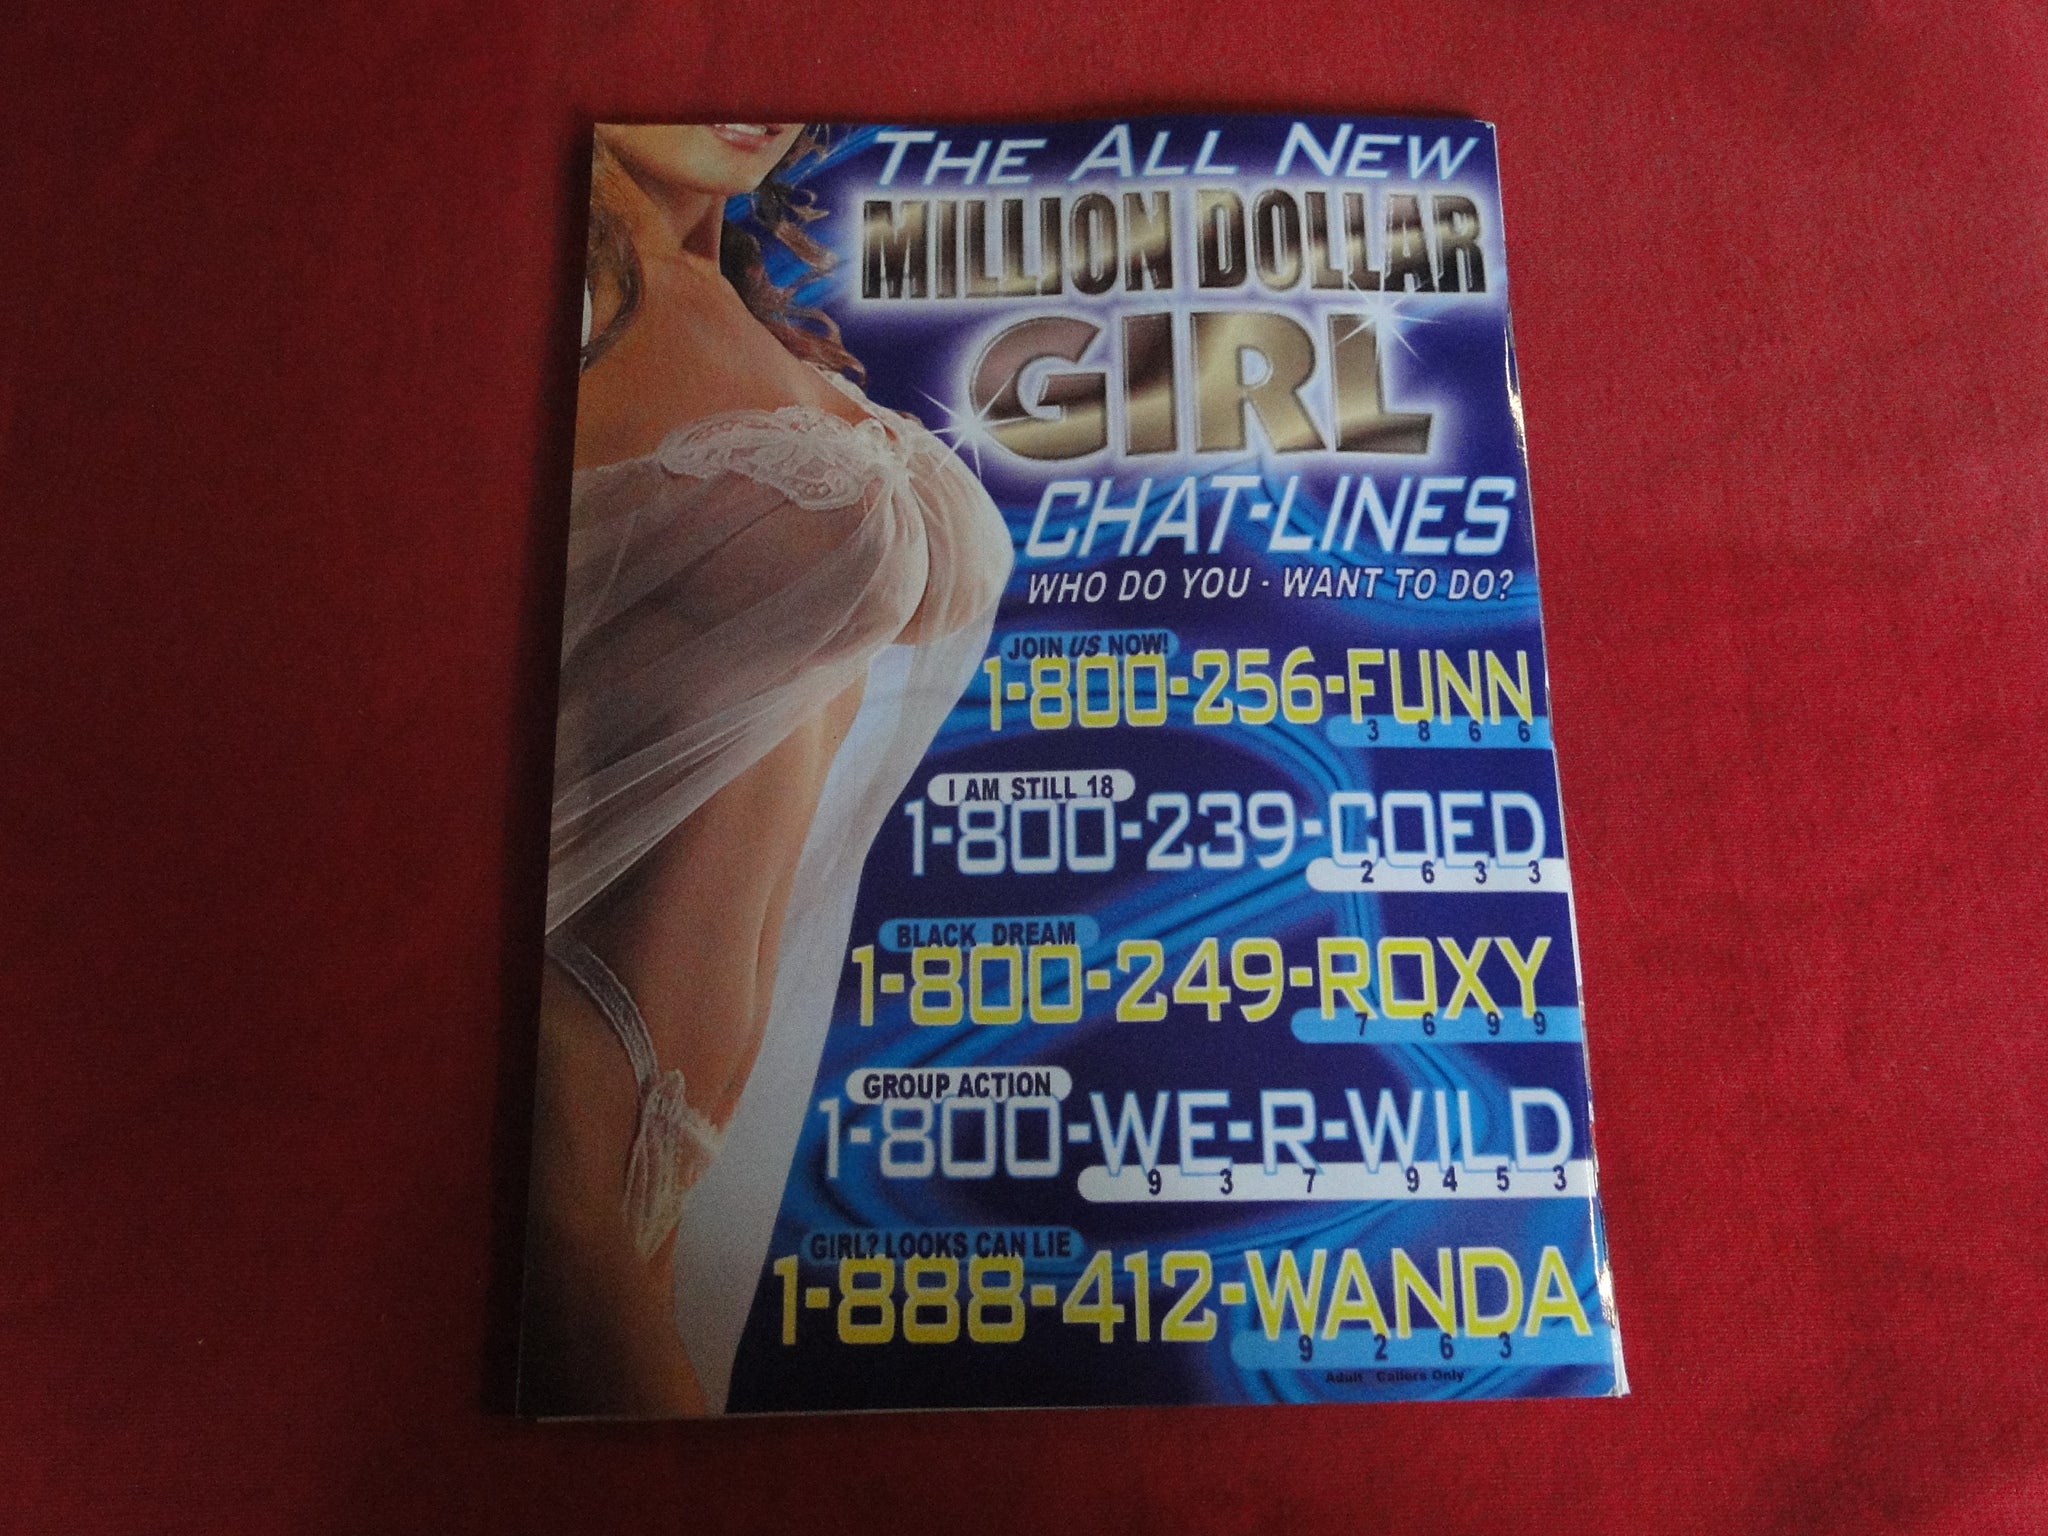 THE ALL NEW
MILLION DOLLAR
GIRL
CHAT-LINES
WHO DO YOU - WANT TO DO?
JOIN US NOW!
1-800-256-FUNN
3 8 6 6
I AM STILL 18
1-800-239-COED
2 6 3 3
BLACK DREAM
1-800-249-ROXY
7 6 9 9
GROUP ACTION
1-800-WE-R-WILD
9 3 7 9 4 5 3
GIRL? LOOKS CAN LIE
1-888-412-WANDA
9 2 6 3
Adult Callers Only